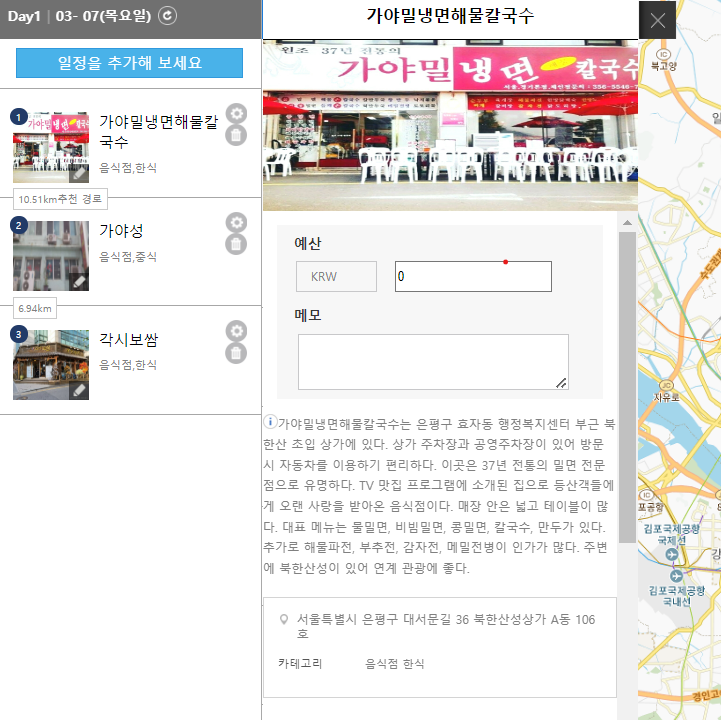 Day1 | 03- 07(목요일)
일정을 추가해 보세요
1
가야밀냉면해물칼
국수
음식점,한식
10.51km추천 경로
2
가야성
음식점,중식
6.94km
3
각시보쌈
음식점,한식
가야밀냉면해물칼국수
원조 37년 전통의
가야밀냉면 칼국수
예산
KRW
0
메모
가야밀냉면해물칼국수는 은평구 효자동 행정복지센터 부근 북
한산 초입 상가에 있다. 상가 주차장과 공영주차장이 있어 방문
시 자동차를 이용하기 편리하다. 이곳은 37년 전통의 밀면 전문
점으로 유명하다. TV 맛집 프로그램에 소개된 집으로 등산객들에
게 오랜 사랑을 받아온 음식점이다. 매장 안은 넓고 테이블이 많
다. 대표 메뉴는 물밀면, 비빔밀면, 콩밀면, 칼국수, 만두가 있다.
추가로 해물파전, 부추전, 감자전, 메밀전병이 인기가 많다. 주변
에 북한산성이 있어 연계 관광에 좋다.
서울특별시 은평구 대서문길 36 북한산성상가 A동 106
호
카테고리
음식점 한식
IC
북고양
수도권
JC
자유로
IC
포공항
IC
김포국제공항
국제선
김포국제공항
국내선
경인고